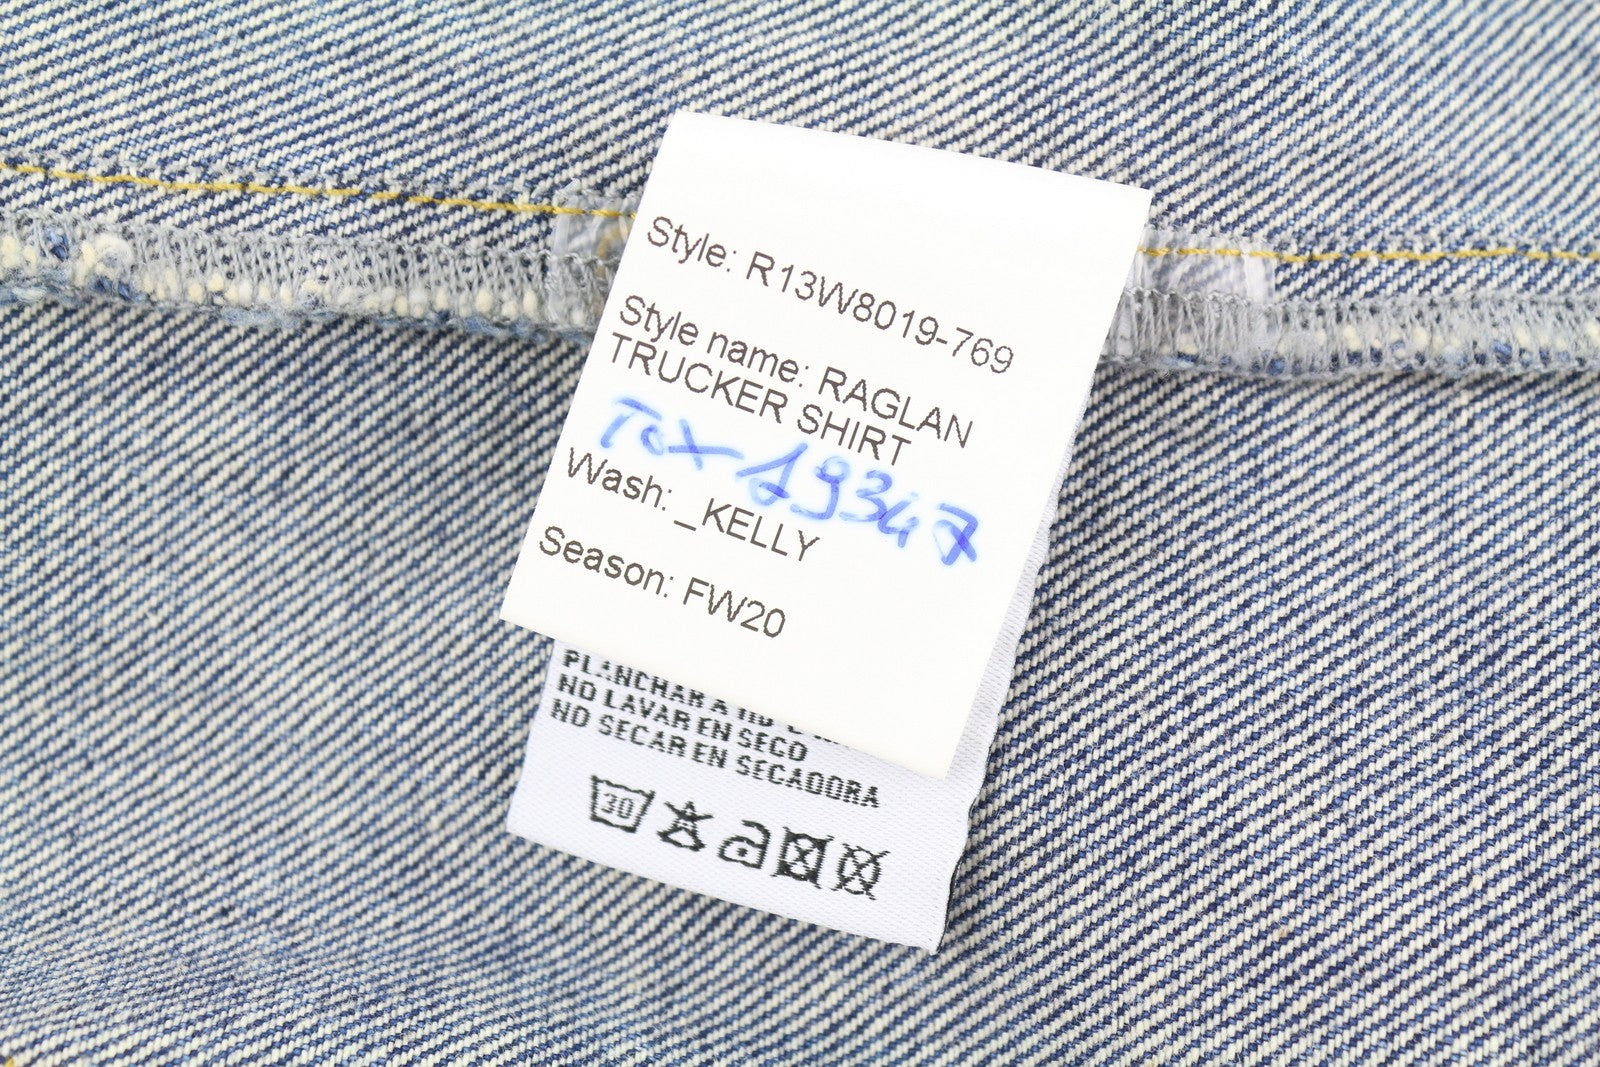 Style: R13W8019-769
Style name: RAGLAN
TRUCKER SHIRT
Tox 19347
Wash: _KELLY
Season: FW20
PLANCHAR A
NO LAVAR EN SECO
NO SECAR EN SECADORA
30